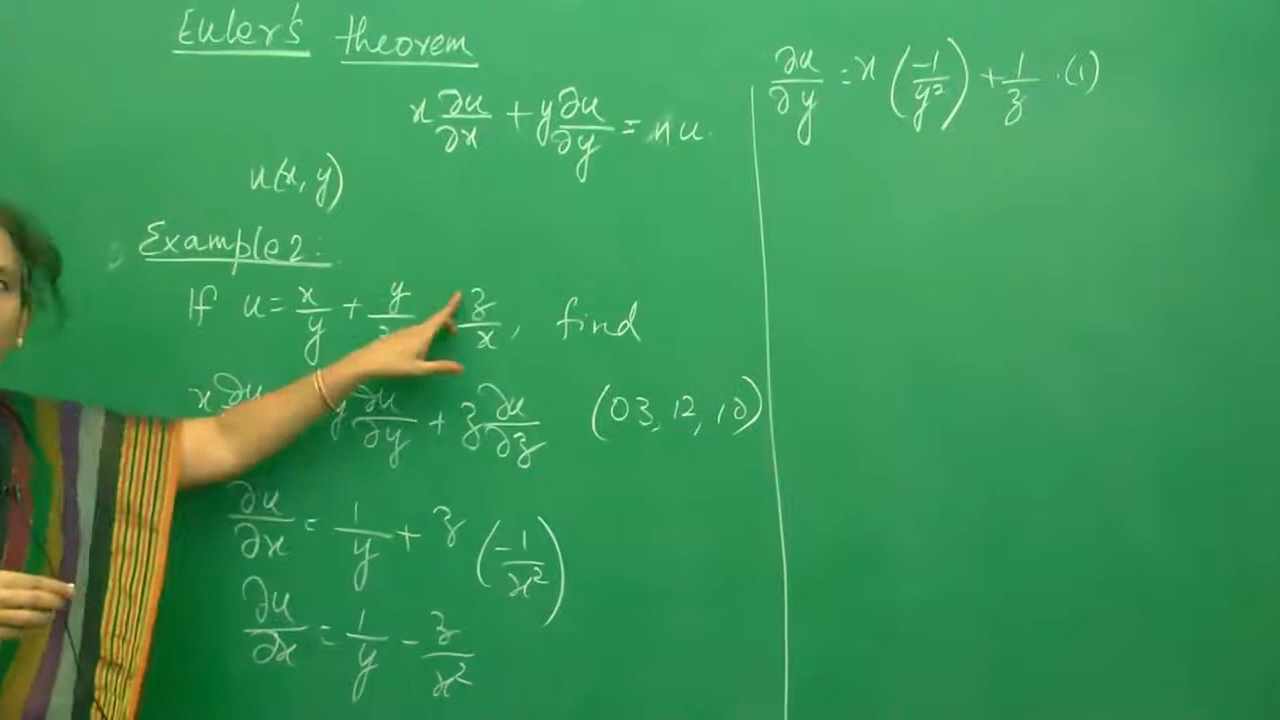 Euler's theorem
x ∂u/∂x + y ∂u/∂y = nu.
u(x, y)
Example 2:
If u = x/y + y/ z/x, find
x ∂u y ∂u/∂y + z ∂u/∂z (03, 12, 10)
∂u/∂x = 1/y + z (-1/x²)
∂u/∂x = 1/y - z/x²
∂u/∂y = x (-1/y²) + 1/z · (1)